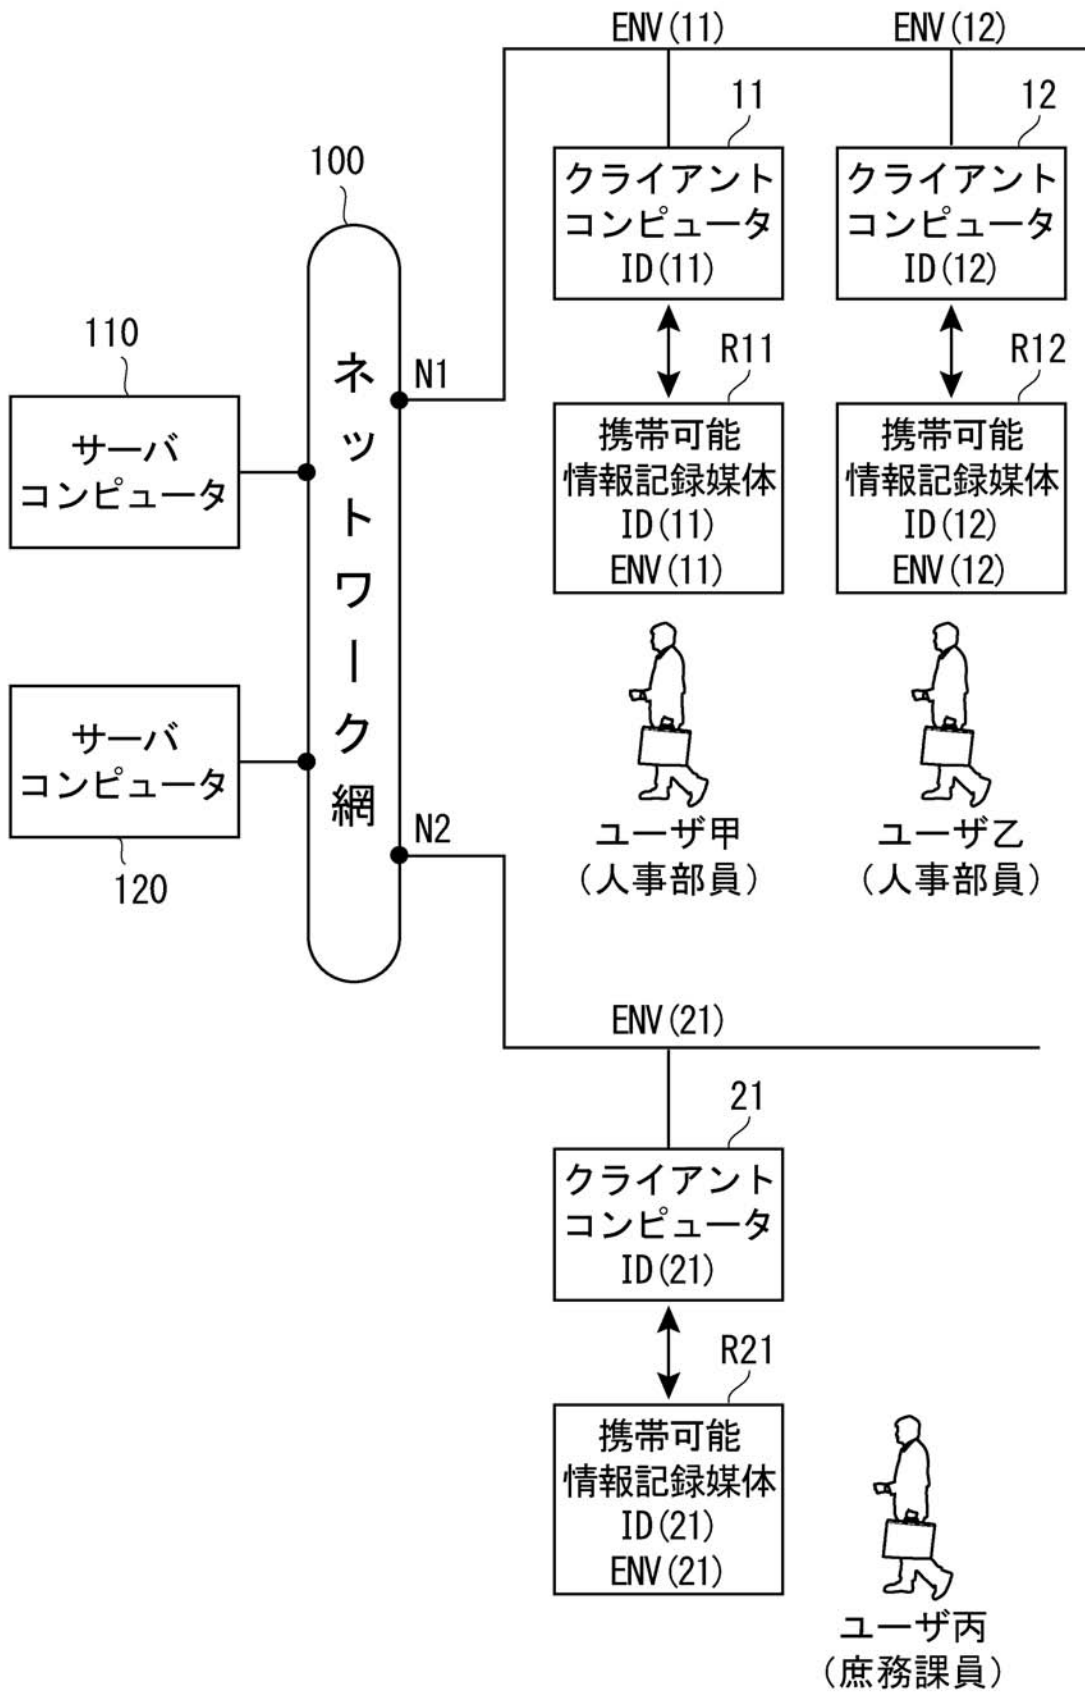 ENV(11)
ENV(12)
11
12
100
クライアント
コンピュータ
ID(11)
クライアント
コンピュータ
ID(12)
110
サーバ
コンピュータ
ネットワーク網
N1
R11
R12
携帯可能
情報記録媒体
ID(11)
ENV(11)
携帯可能
情報記録媒体
ID(12)
ENV(12)
サーバ
コンピュータ
120
N2
ユーザ甲
(人事部員)
ユーザ乙
(人事部員)
ENV(21)
21
クライアント
コンピュータ
ID(21)
R21
携帯可能
情報記録媒体
ID(21)
ENV(21)
ユーザ丙
(庶務課員)